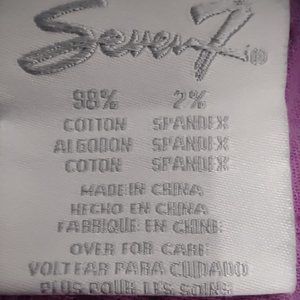 Seven7 ®
98% 2%
COTTON SPANDEX
ALGODON SPANDEX
COTON SPANDEX
MADE IN CHINA
HECHO EN CHINA
FABRIQUE EN CHINE
OVER FOR CARE
VOLTEAR PARA CUIDADO
PLUS POUR LES SOINS